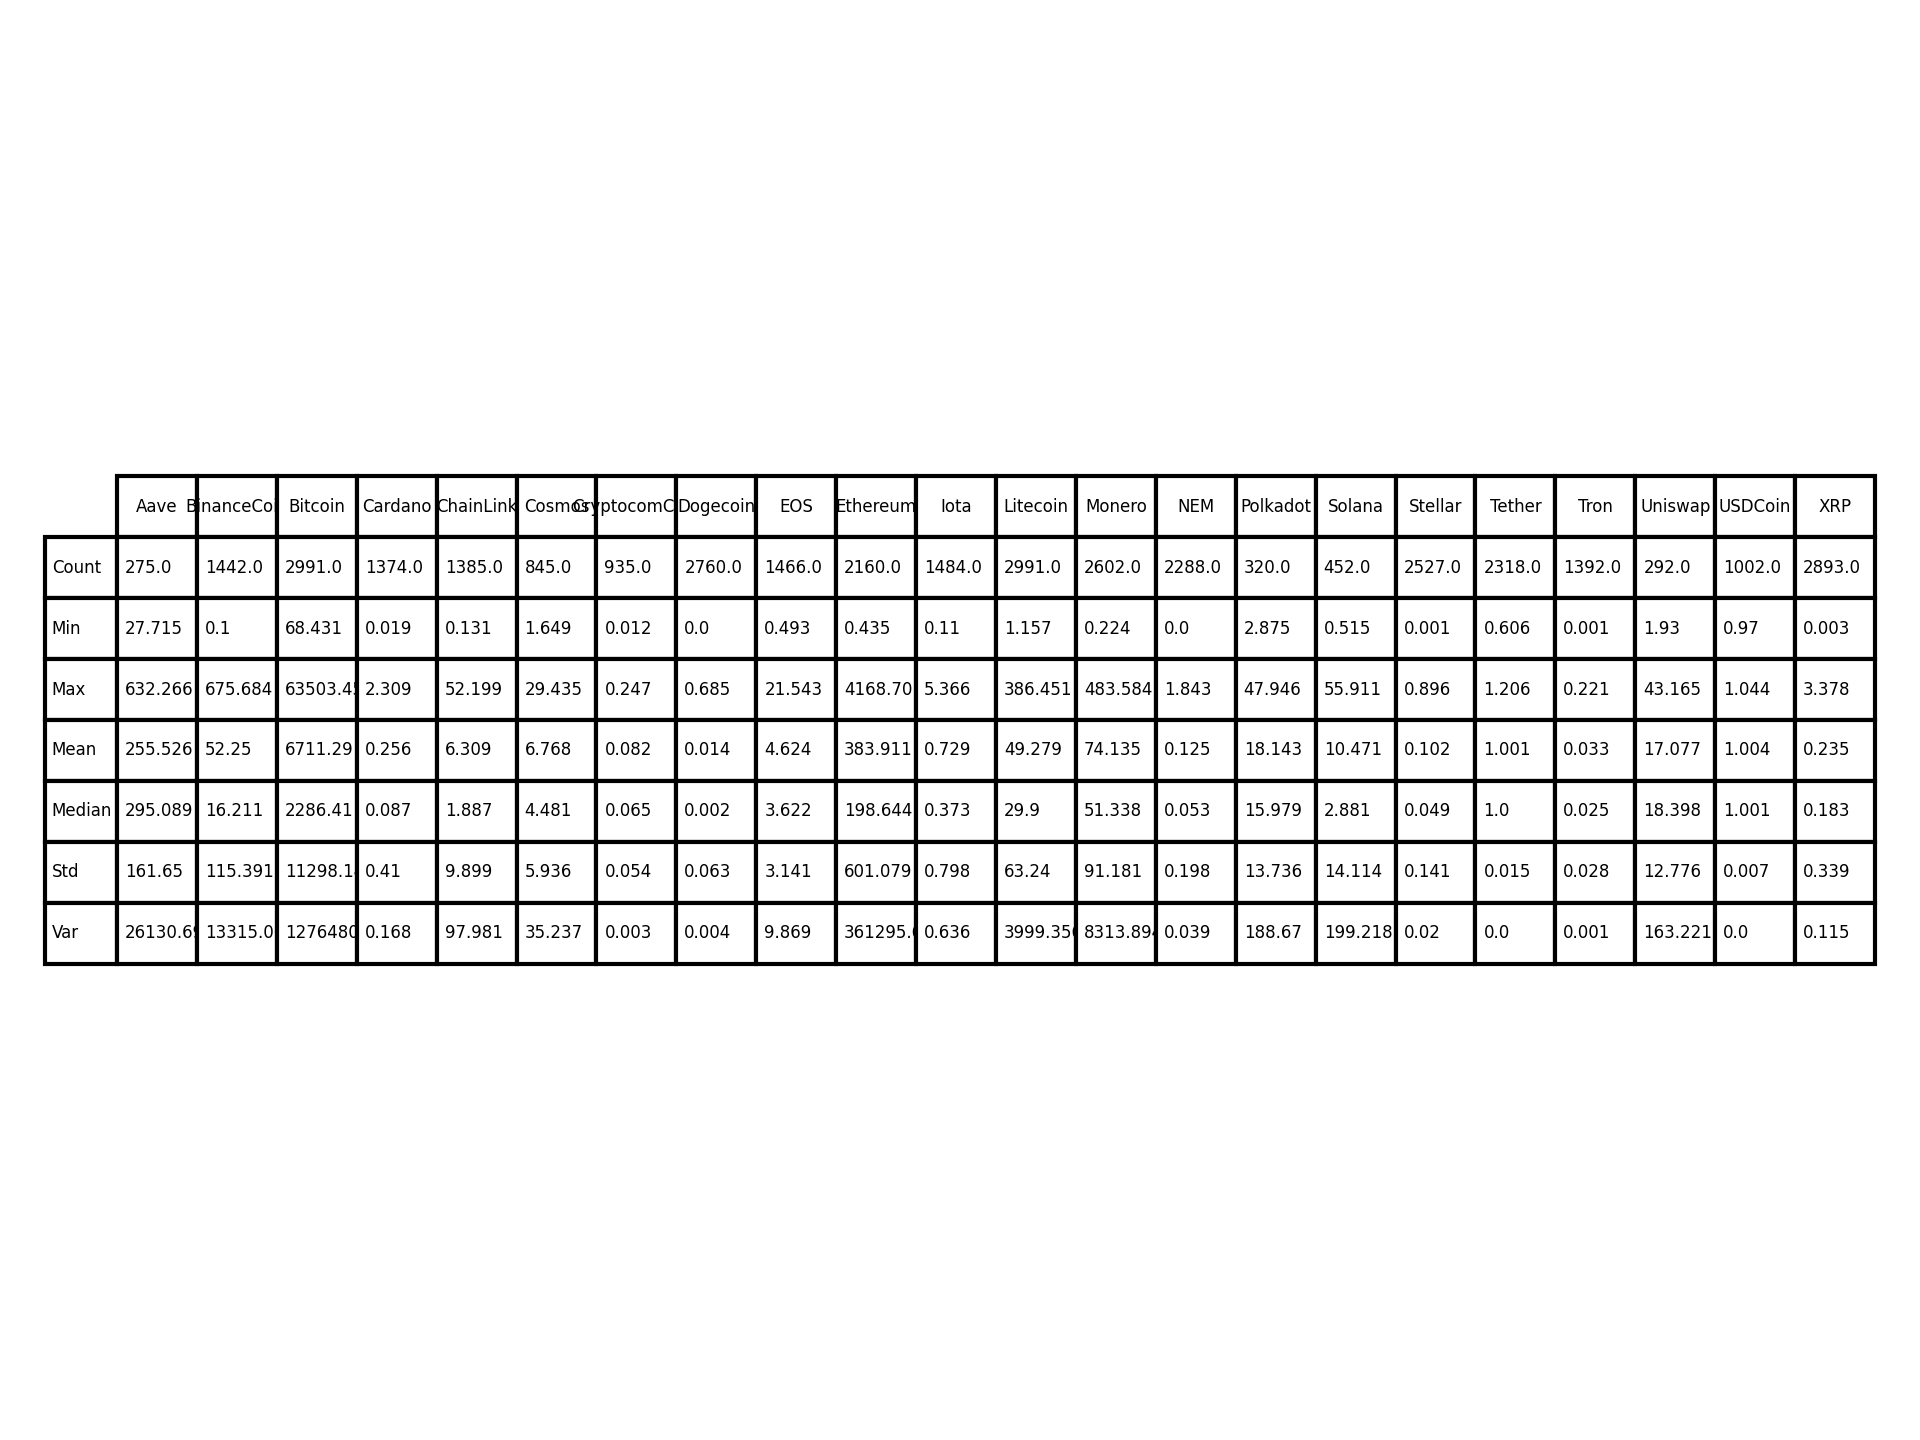 Aave BinanceCoi Bitcoin Cardano ChainLink Cosmos CryptocomC Dogecoin EOS Ethereum Iota Litecoin Monero NEM Polkadot Solana Stellar Tether Tron Uniswap USDCoin XRP
Count 275.0 1442.0 2991.0 1374.0 1385.0 845.0 935.0 2760.0 1466.0 2160.0 1484.0 2991.0 2602.0 2288.0 320.0 452.0 2527.0 2318.0 1392.0 292.0 1002.0 2893.0
Min 27.715 0.1 68.431 0.019 0.131 1.649 0.012 0.0 0.493 0.435 0.11 1.157 0.224 0.0 2.875 0.515 0.001 0.606 0.001 1.93 0.97 0.003
Max 632.266 675.684 63503.45 2.309 52.199 29.435 0.247 0.685 21.543 4168.70 5.366 386.451 483.584 1.843 47.946 55.911 0.896 1.206 0.221 43.165 1.044 3.378
Mean 255.526 52.25 6711.29 0.256 6.309 6.768 0.082 0.014 4.624 383.911 0.729 49.279 74.135 0.125 18.143 10.471 0.102 1.001 0.033 17.077 1.004 0.235
Median 295.089 16.211 2286.41 0.087 1.887 4.481 0.065 0.002 3.622 198.644 0.373 29.9 51.338 0.053 15.979 2.881 0.049 1.0 0.025 18.398 1.001 0.183
Std 161.65 115.391 11298.1 0.41 9.899 5.936 0.054 0.063 3.141 601.079 0.798 63.24 91.181 0.198 13.736 14.114 0.141 0.015 0.028 12.776 0.007 0.339
Var 26130.69 13315.0 1276480 0.168 97.981 35.237 0.003 0.004 9.869 361295.0 0.636 3999.350 8313.894 0.039 188.67 199.218 0.02 0.0 0.001 163.221 0.0 0.115